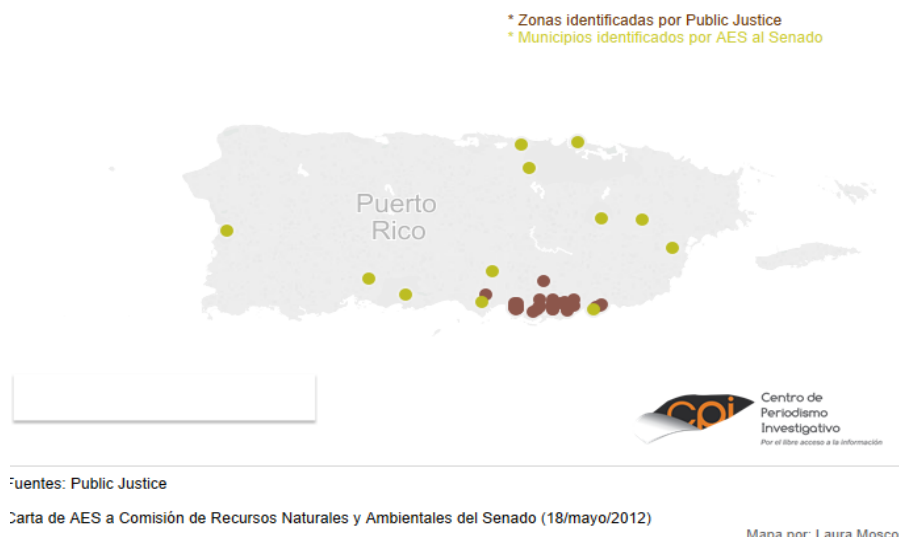 * Zonas identificadas por Public Justice
* Municipios identificados por AES al Senado
Puerto
Rico
cpi
Centro de
Periodismo
Investigativo
Por el libre acceso a la información
Fuentes: Public Justice
Carta de AES a Comisión de Recursos Naturales y Ambientales del Senado (18/mayo/2012)
Mapa por: Laura Mosco